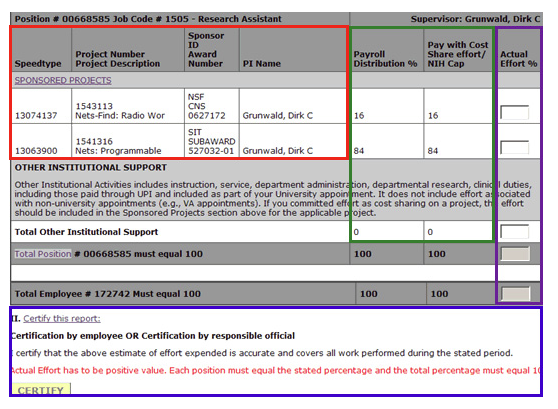 Position # 00668585 Job Code # 1505 - Research Assistant Supervisor: Grunwald, Dirk C
Speedtype Project Number Project Description Sponsor ID Award Number PI Name Payroll Distribution % Pay with Cost Share effort/ NIH Cap Actual Effort %
SPONSORED PROJECTS
13074137 1543113 Nets-Find: Radio Wor NSF CNS 0627172 Grunwald, Dirk C 16 16
13063900 1541316 Nets: Programmable SIT SUBAWARD 527032-01 Grunwald, Dirk C 84 84
OTHER INSTITUTIONAL SUPPORT
Other Institutional Activities includes instruction, service, department administration, departmental research, clinical duties,
including those paid through UPI and included as part of your University appointment. It does not include effort associated
with non-university appointments (e.g., VA appointments). If you committed effort as cost sharing on a project, the effort
should be included in the Sponsored Projects section above for the applicable project.
Total Other Institutional Support 0 0
Total Position # 00668585 must equal 100 100 100
Total Employee # 172742 Must equal 100 100 100
II. Certify this report:
Certification by employee OR Certification by responsible official
I certify that the above estimate of effort expended is accurate and covers all work performed during the stated period.
Actual Effort has to be positive value. Each position must equal the stated percentage and the total percentage must equal 10
CERTIFY